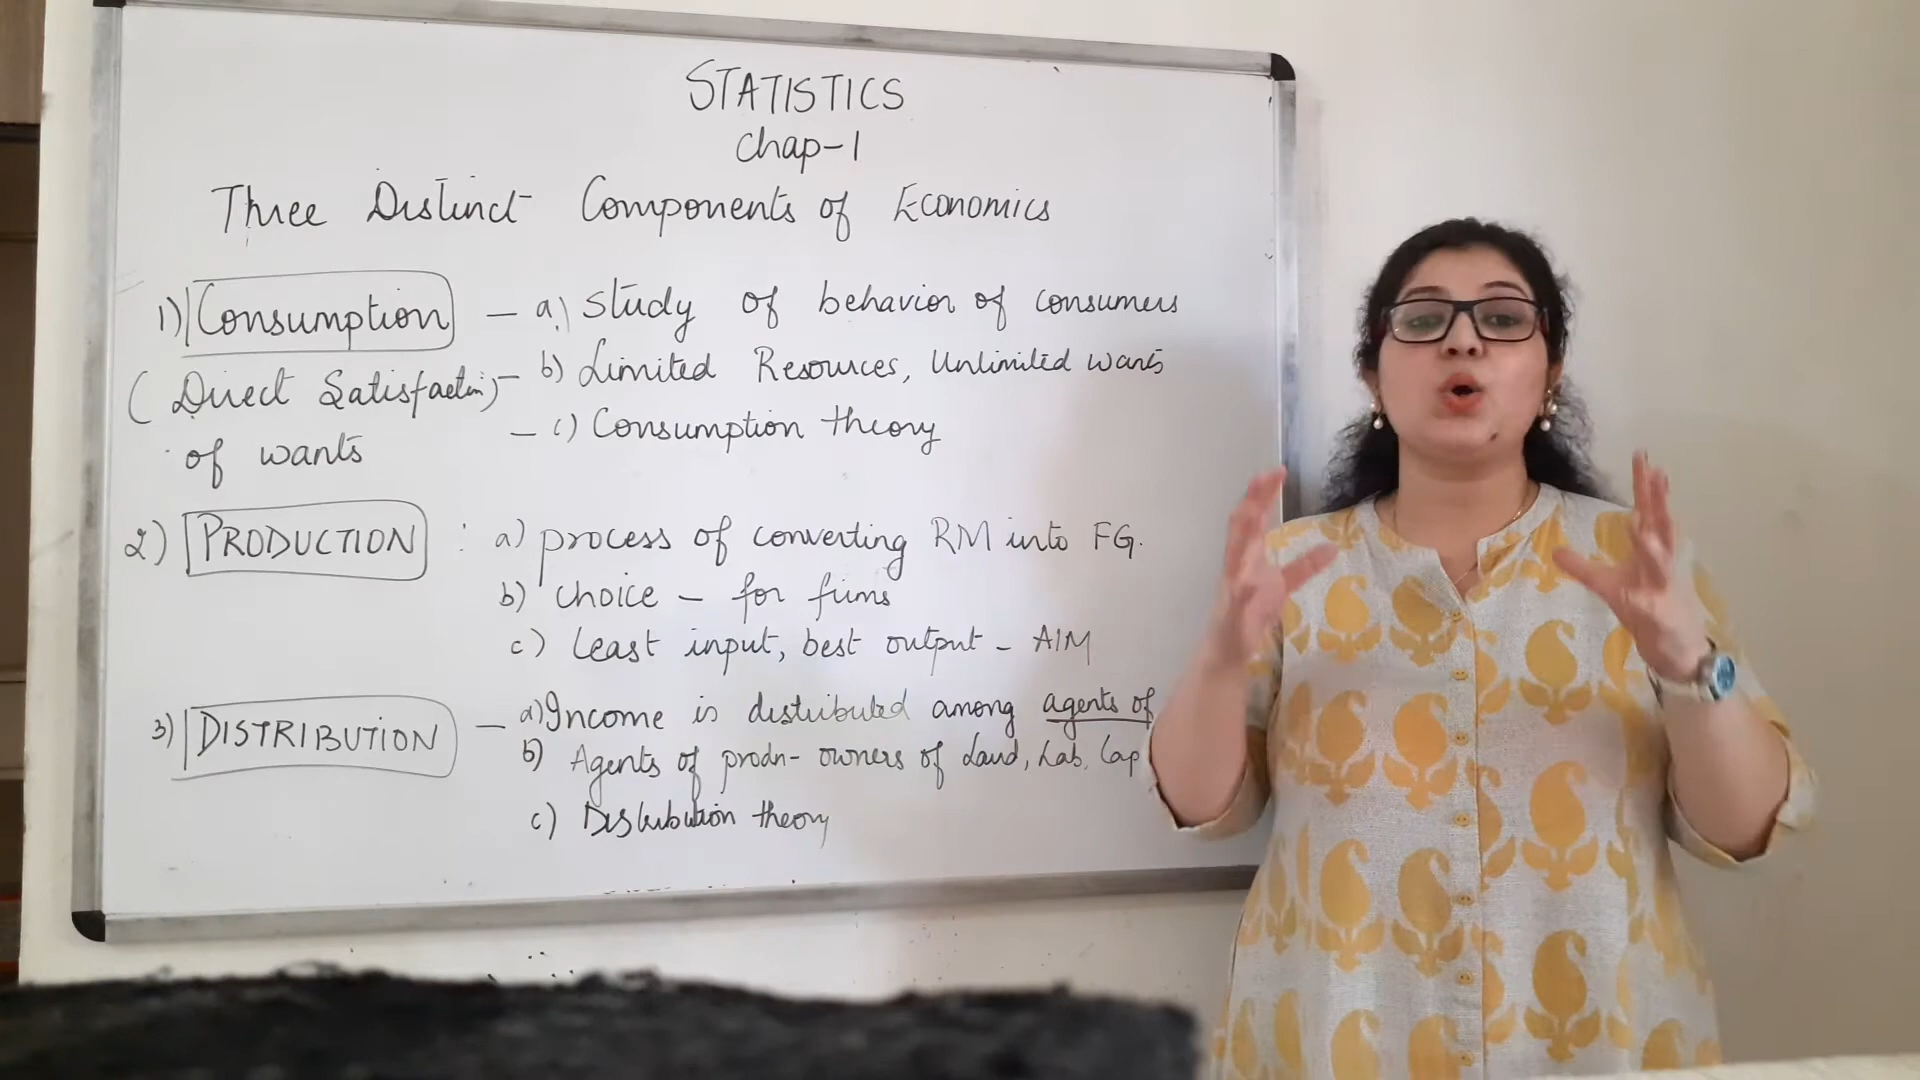 STATISTICS
Chap-1
Three Distinct Components of Economics
1) Consumption - a) Study of behavior of consumers
(Direct Satisfaction) - b) Limited Resources, Unlimited wants
of wants - c) Consumption theory
2) PRODUCTION : a) process of converting RM into FG.
b) choice - for firms
c) least input, best output - AIM
3) DISTRIBUTION - a) Income is distributed among agents of
b) Agents of prodn- owners of Land, Lab, Cap
c) Distribution theory